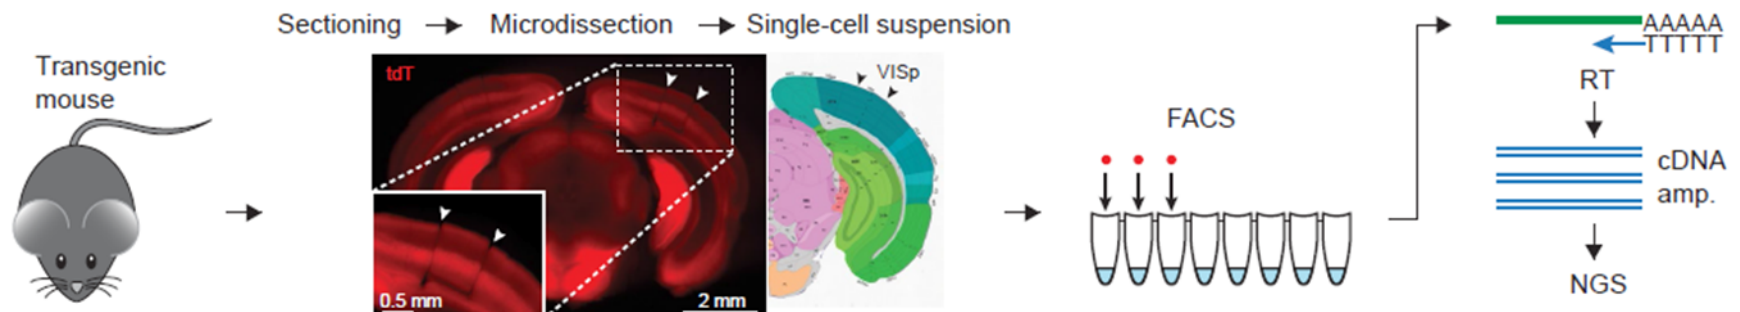 Sectioning → Microdissection → Single-cell suspension
Transgenic
mouse
tdT
0.5 mm
2 mm
VISp
FACS
AAAAA
TTTTT
RT
cDNA
amp.
NGS